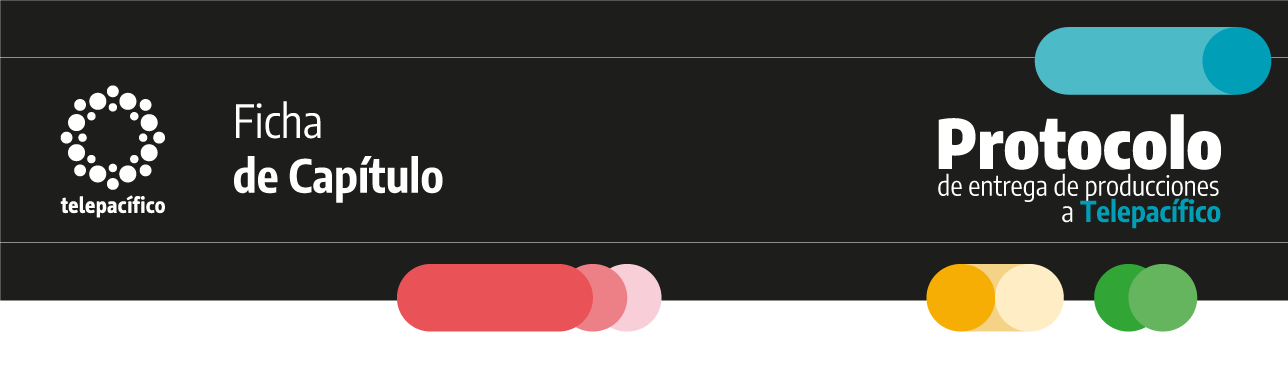 telepacífico
Ficha
de Capítulo
Protocolo
de entrega de producciones
a Telepacífico